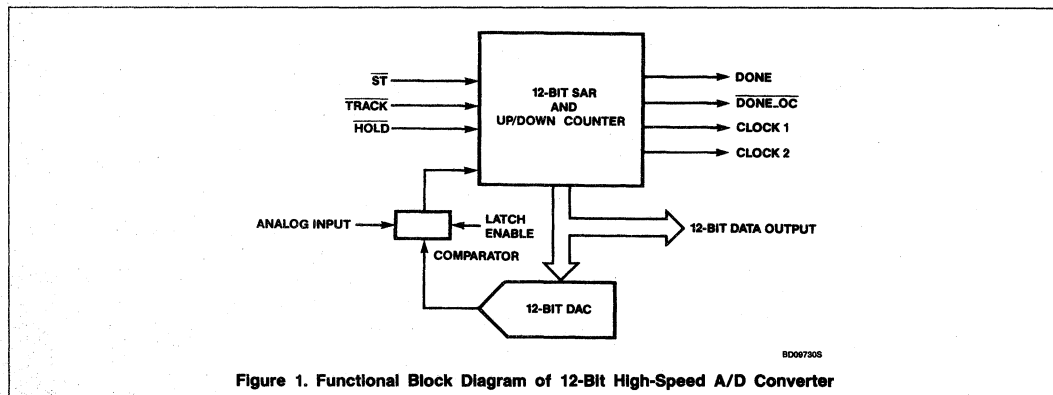 ST
TRACK
HOLD
12-BIT SAR
AND
UP/DOWN COUNTER
DONE
DONE_OC
CLOCK 1
CLOCK 2
ANALOG INPUT
LATCH
ENABLE
COMPARATOR
12-BIT DATA OUTPUT
12-BIT DAC
BD09730S
Figure 1. Functional Block Diagram of 12-Bit High-Speed A/D Converter